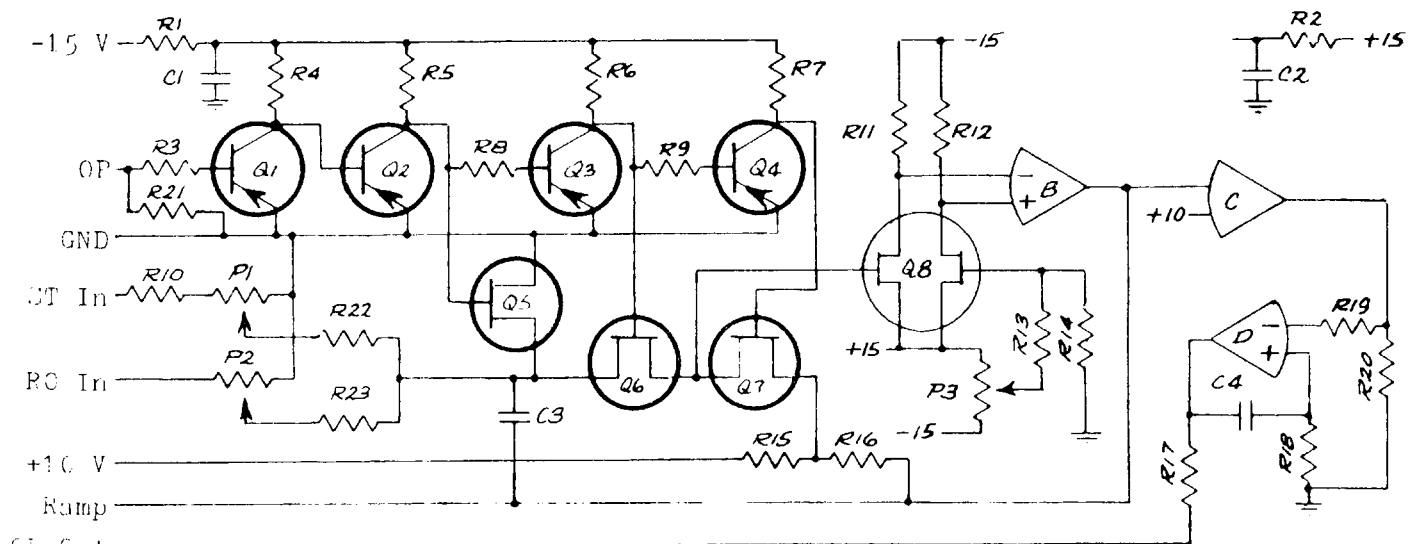 -15 V
R1
C1
R4
R5
R6
R7
-15
R2
+15
C2
R11
R12
OP
R3
R21
Q1
Q2
R8
Q3
R9
Q4
-
+
B
C
+10
GND
In
R10
P1
R22
Q5
Q8
R13
R14
R19
D
-
+
R20
In
P2
R23
C3
Q6
Q7
+15
P3
-15
C4
R17
R18
V
R15
R16
Ramp